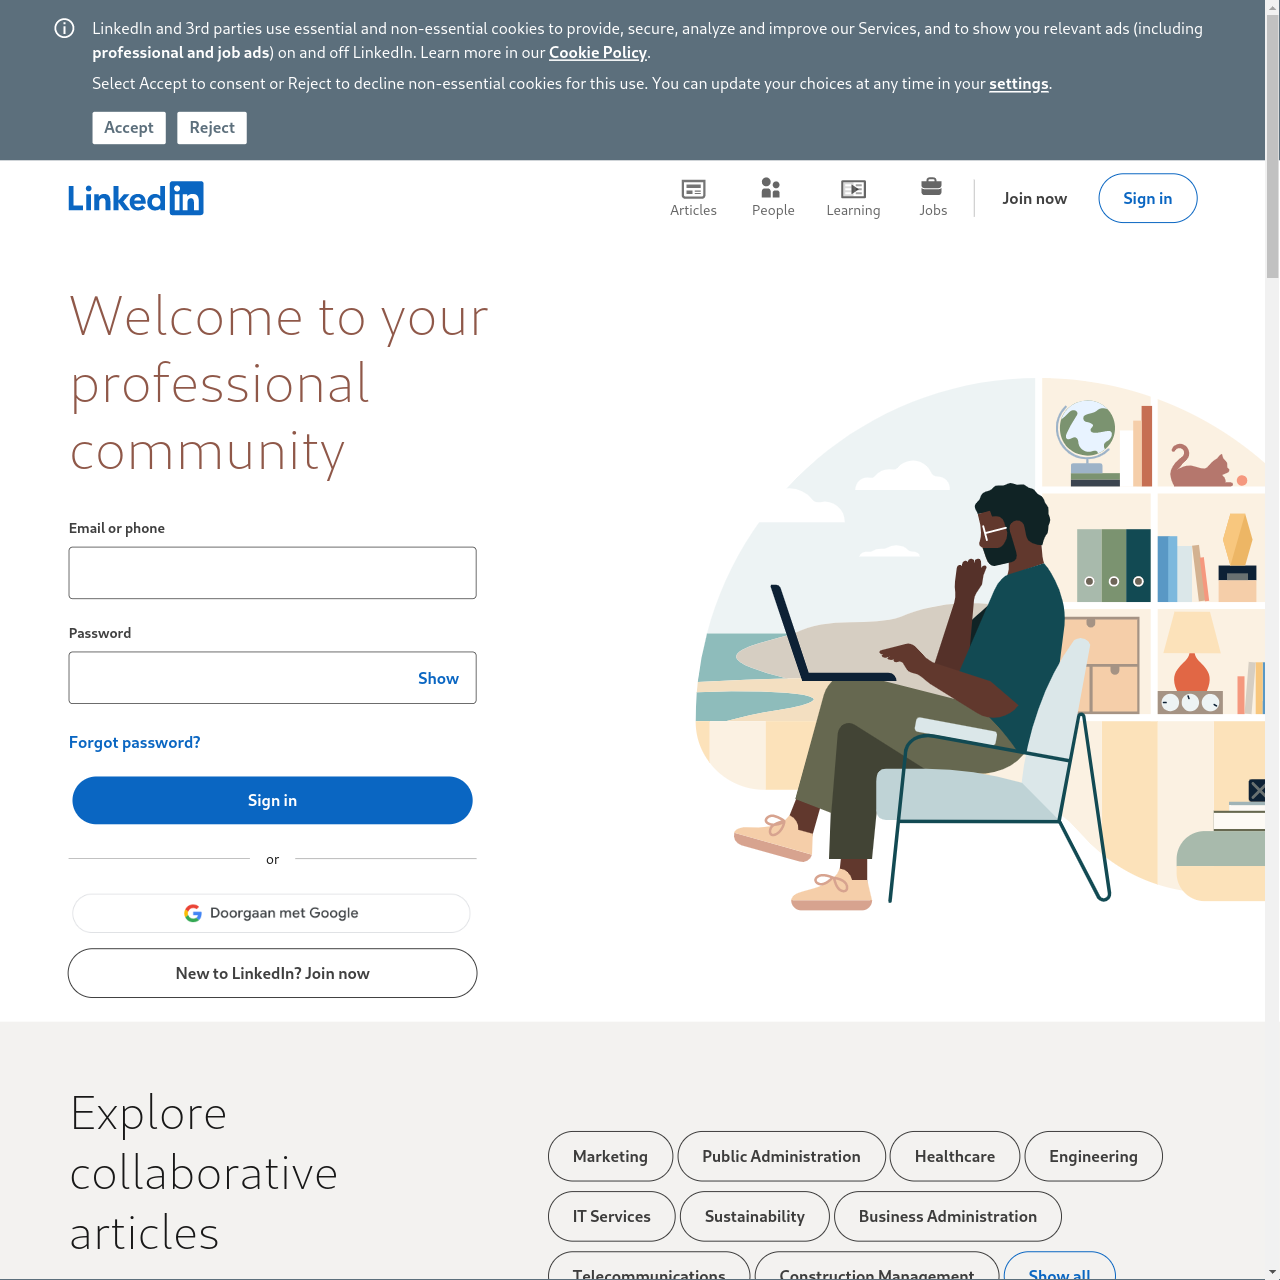 LinkedIn and 3rd parties use essential and non-essential cookies to provide, secure, analyze and improve our Services, and to show you relevant ads (including
professional and job ads) on and off LinkedIn. Learn more in our Cookie Policy.
Select Accept to consent or Reject to decline non-essential cookies for this use. You can update your choices at any time in your settings.
Accept
Reject
Linkedin
Articles
People
Learning
Jobs
Join now
Sign in
Welcome to your
professional
community
Email or phone
Password
Show
Forgot password?
Sign in
or
Doorgaan met Google
New to LinkedIn? Join now
Explore
collaborative
articles
Marketing
Public Administration
Healthcare
Engineering
IT Services
Sustainability
Business Administration
Telecommunications
Construction Management
Show all